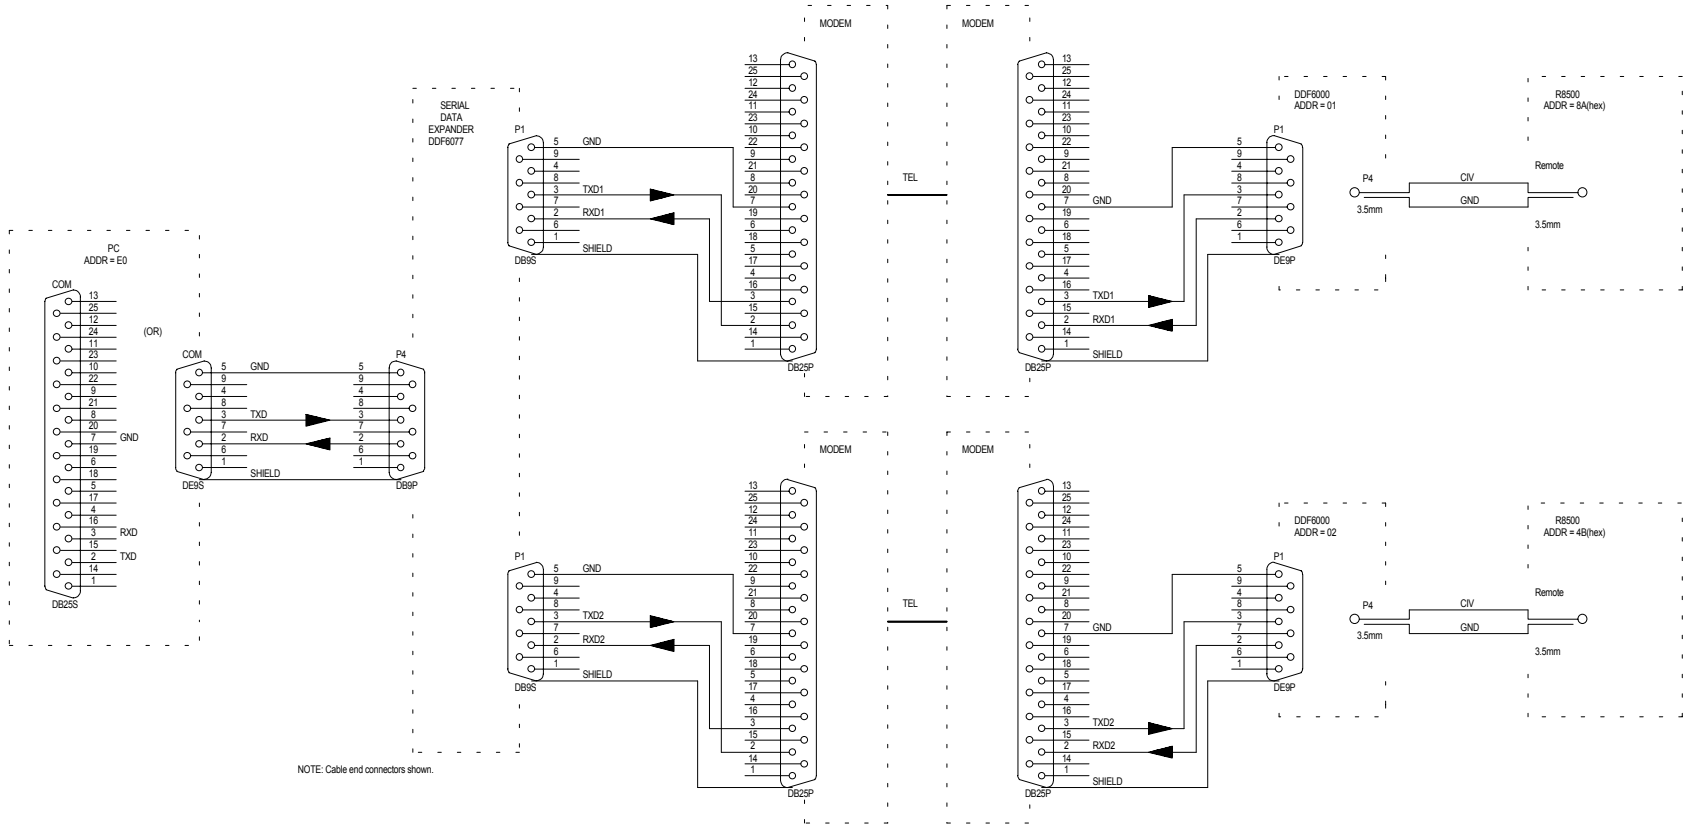 MODEM
MODEM
13
25
12
24
11
23
10
22
9
21
8
20
7
19
6
18
5
17
4
16
3
15
2
14
1
DB25P
13
25
12
24
11
23
10
22
9
21
8
20
7
GND
19
6
18
5
17
4
16
3
TXD1
15
2
RXD1
14
1
SHIELD
DB25P
TEL
SERIAL
DATA
EXPANDER
DDF6077
P1
5
GND
9
4
8
3
TXD1
7
2
RXD1
6
1
SHIELD
DB9S
DDF6000
ADDR = 01
P1
5
9
4
8
3
7
2
6
1
DE9P
P4
3.5mm
CIV
GND
R8500
ADDR = 8A(hex)
Remote
3.5mm
PC
ADDR = E0
COM
13
25
12
24
11
23
10
22
9
21
8
20
7
GND
19
6
18
5
17
4
16
3
RXD
15
2
TXD
14
1
DB25S
(OR)
COM
5
GND
9
4
8
3
TXD
7
2
RXD
6
1
SHIELD
DE9S
P4
5
9
4
8
3
7
2
6
1
DB9P
MODEM
MODEM
13
25
12
24
11
23
10
22
9
21
8
20
7
19
6
18
5
17
4
16
3
15
2
14
1
DB25P
13
25
12
24
11
23
10
22
9
21
8
20
7
GND
19
6
18
5
17
4
16
3
TXD2
15
2
RXD2
14
1
SHIELD
DB25P
TEL
P1
5
GND
9
4
8
3
TXD2
7
2
RXD2
6
1
SHIELD
DB9S
DDF6000
ADDR = 02
P1
5
9
4
8
3
7
2
6
1
DE9P
P4
3.5mm
CIV
GND
R8500
ADDR = 4B(hex)
Remote
3.5mm
NOTE: Cable end connectors shown.